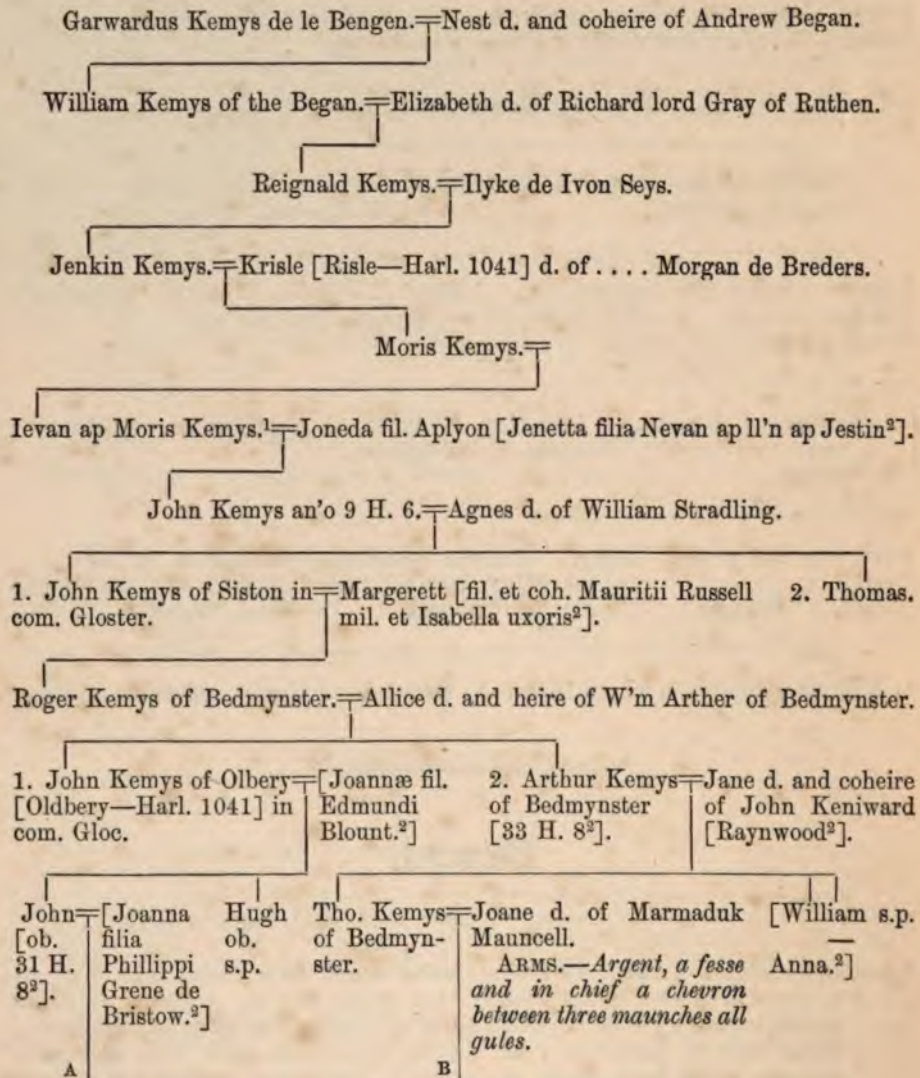 Garwardus Kemys de le Bengen.=Nest d. and coheire of Andrew Began.
William Kemys of the Began.=Elizabeth d. of Richard lord Gray of Ruthen.
Reignald Kemys.=Ilyke de Ivon Seys.
Jenkin Kemys.=Krisle [Risle—Harl. 1041] d. of . . . . Morgan de Breders.
Moris Kemys.=
Ievan ap Moris Kemys.¹=Joneda fil. Aplyon [Jenetta filia Nevan ap ll'n ap Jestin²].
John Kemys an'o 9 H. 6.=Agnes d. of William Stradling.
1. John Kemys of Siston in
com. Gloster.
=Margerett [fil. et coh. Mauritii Russell
mil. et Isabella uxoris²].
2. Thomas.
Roger Kemys of Bedmynster.=Allice d. and heire of W'm Arther of Bedmynster.
1. John Kemys of Olbery
[Oldbery—Harl. 1041] in
com. Gloc.
=[Joannæ fil.
Edmundi
Blount.²]
2. Arthur Kemys
of Bedmynster
[33 H. 8²].
=Jane d. and coheire
of John Keniward
[Raynwood²].
John
[ob.
31 H.
8²].
=[Joanna
filia
Phillippi
Grene de
Bristow.²]
Hugh
ob.
s.p.
Tho. Kemys
of Bedmyn-
ster.
=Joane d. of Marmaduk
Mauncell.
ARMS.—Argent, a fesse
and in chief a chevron
between three maunches all
gules.
[William s.p.
—
Anna.²]
A
B